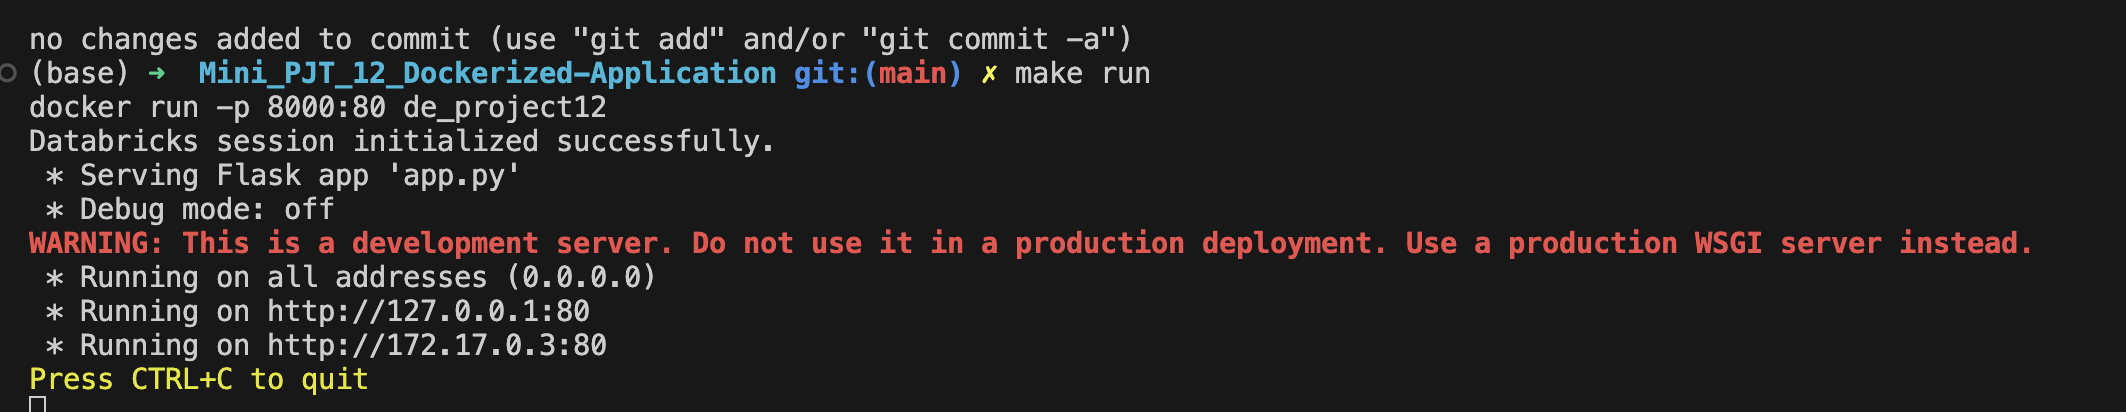 no changes added to commit (use "git add" and/or "git commit -a")
(base) ➜  Mini_PJT_12_Dockerized-Application git:(main) ✗ make run
docker run -p 8000:80 de_project12
Databricks session initialized successfully.
 * Serving Flask app 'app.py'
 * Debug mode: off
WARNING: This is a development server. Do not use it in a production deployment. Use a production WSGI server instead.
 * Running on all addresses (0.0.0.0)
 * Running on http://127.0.0.1:80
 * Running on http://172.17.0.3:80
Press CTRL+C to quit